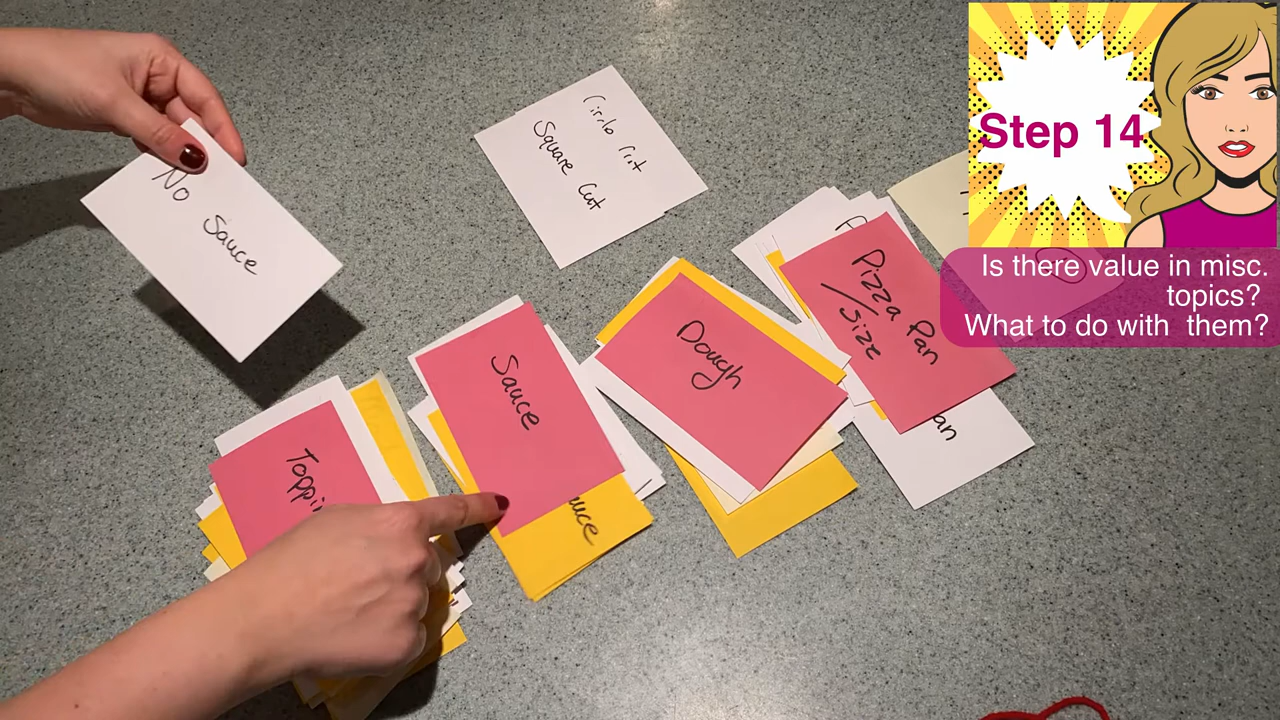 No
Sauce
Circle Cut
Square Cut
Step 14
Is there value in misc.
topics?
What to do with them?
Pizza Pan
/Size
Dough
Sauce